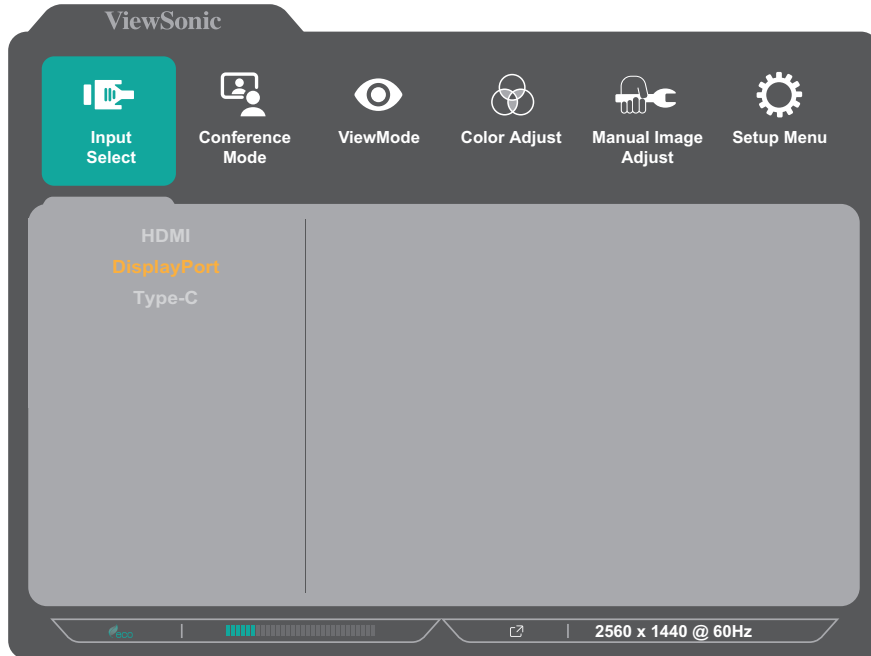 ViewSonic
Input
Select
Conference
Mode
ViewMode
Color Adjust
Manual Image
Adjust
Setup Menu
HDMI
DisplayPort
Type-C
eco
2560 x 1440 @ 60Hz